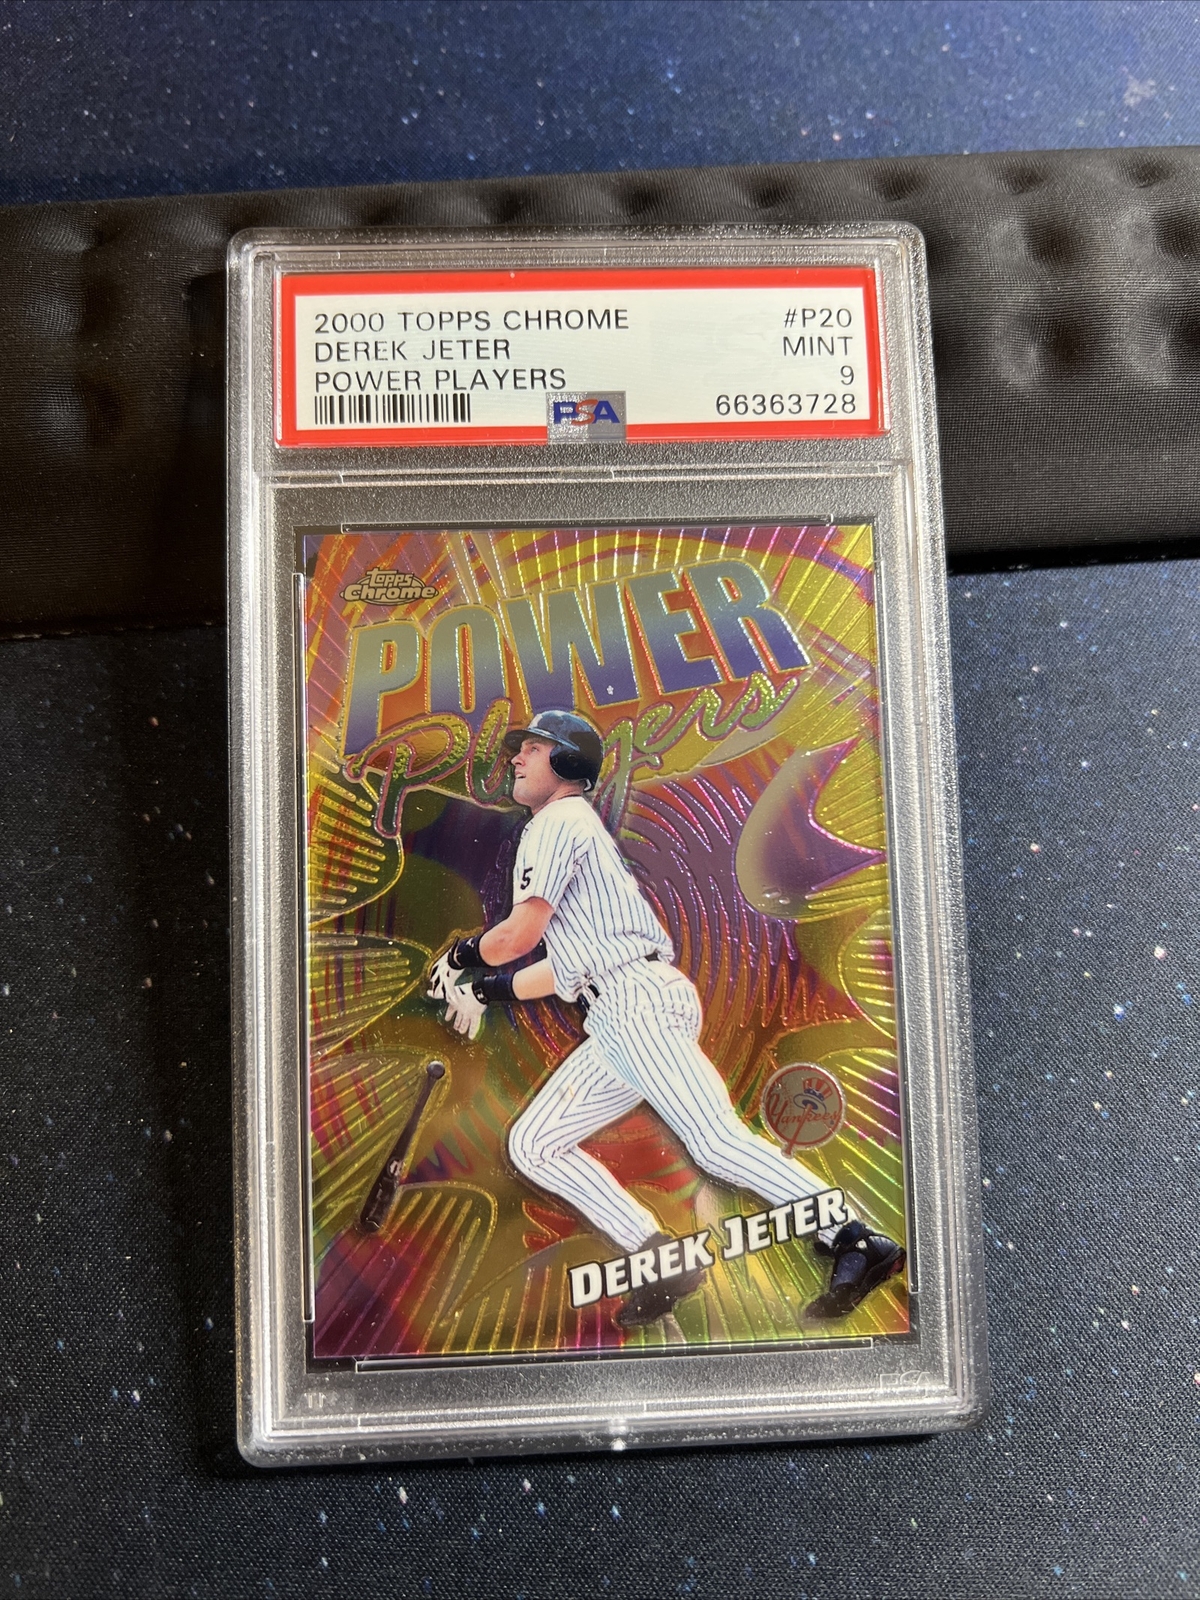 2000 TOPPS CHROME #P20
DEREK JETER MINT
POWER PLAYERS 9
PSA 66363728
Topps
Chrome
POWER
Players
5
Yankees
DEREK JETER